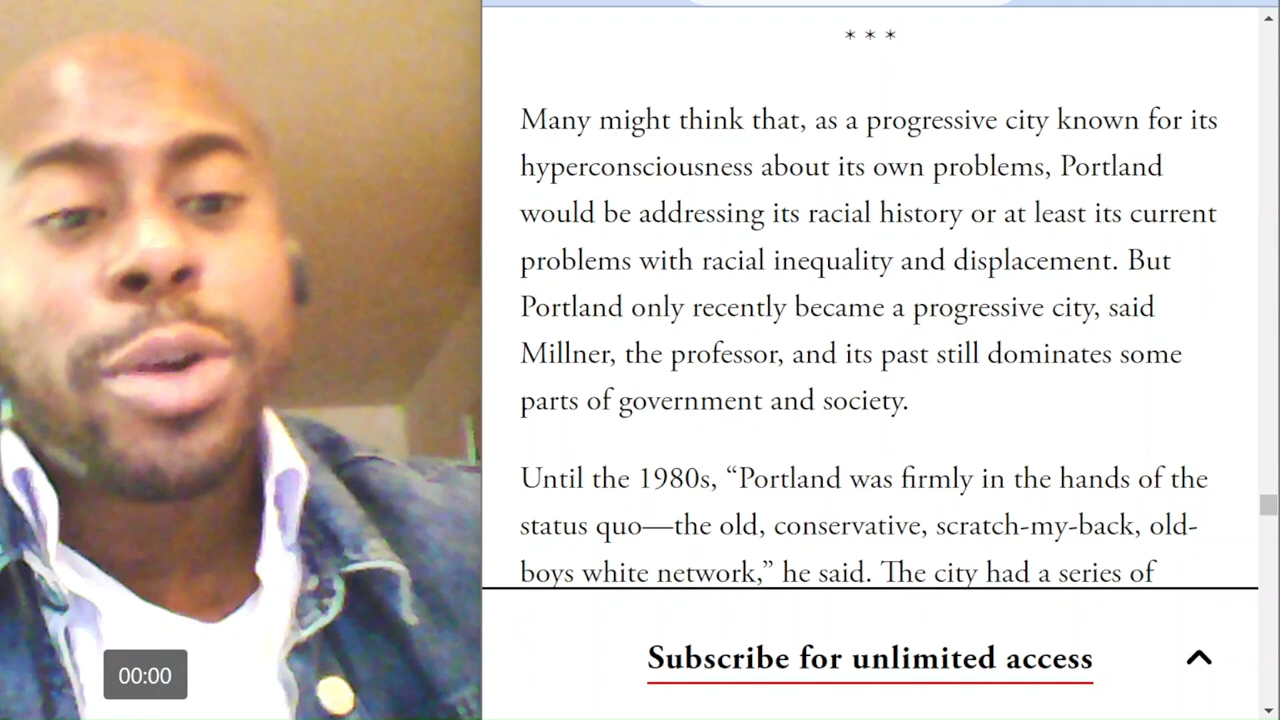 * * *
Many might think that, as a progressive city known for its
hyperconsciousness about its own problems, Portland
would be addressing its racial history or at least its current
problems with racial inequality and displacement. But
Portland only recently became a progressive city, said
Millner, the professor, and its past still dominates some
parts of government and society.
Until the 1980s, “Portland was firmly in the hands of the
status quo—the old, conservative, scratch-my-back, old-
boys white network,” he said. The city had a series of
Subscribe for unlimited access
00:00